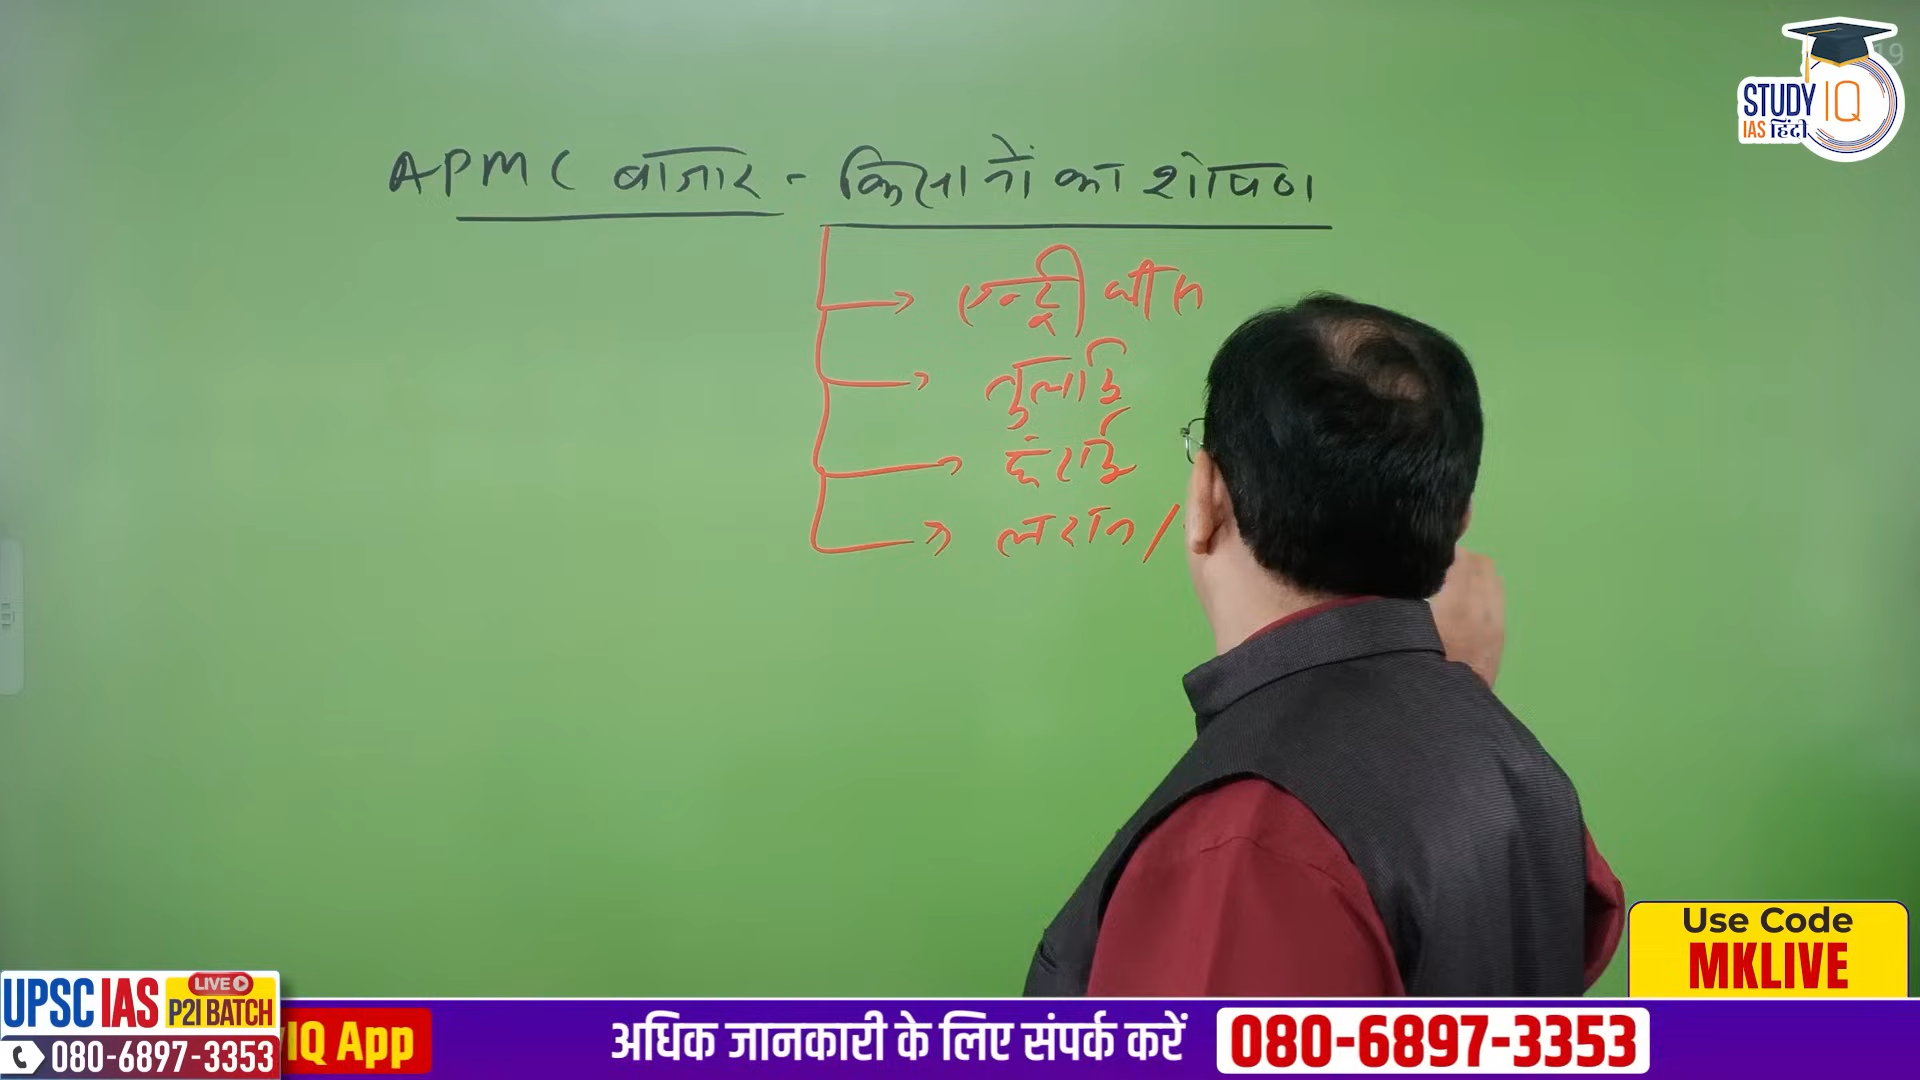 19
STUDY IQ
IAS हिंदी
APMC बाजार - किसानों का शोषण
एन्ट्री फीस
तुलाई
छंटाई
लदान /
Use Code
MKLIVE
UPSC IAS LIVE P2I BATCH
080-6897-3353
IQ App
अधिक जानकारी के लिए संपर्क करें 080-6897-3353